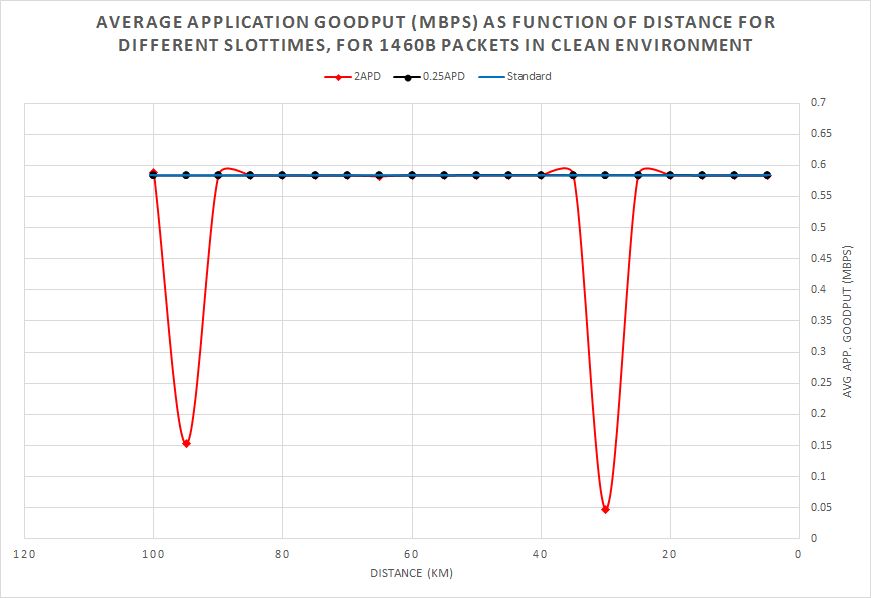 AVERAGE APPLICATION GOODPUT (MBPS) AS FUNCTION OF DISTANCE FOR
DIFFERENT SLOTTIMES, FOR 1460B PACKETS IN CLEAN ENVIRONMENT
2APD 0.25APD Standard
0.7
0.65
0.6
0.55
0.5
0.45
0.4
0.35
0.3
0.25
0.2
0.15
0.1
0.05
0
AVG APP. GOODPUT (MBPS)
120 100 80 60 40 20 0
DISTANCE (KM)